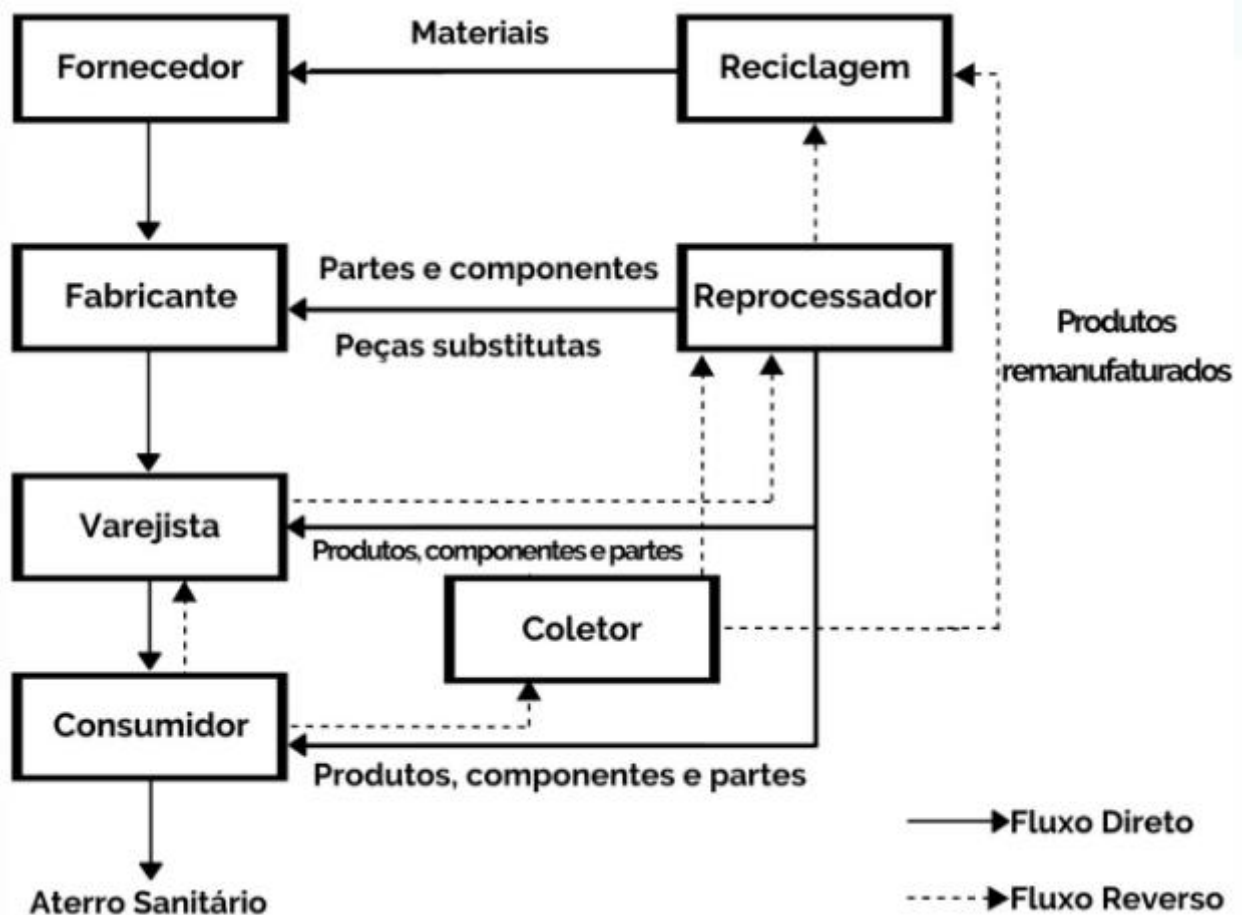 Fornecedor
Materiais
Reciclagem
Fabricante
Partes e componentes
Peças substitutas
Reprocessador
Produtos
remanufaturados
Varejista
Produtos, componentes e partes
Coletor
Consumidor
Produtos, componentes e partes
Aterro Sanitário
Fluxo Direto
Fluxo Reverso